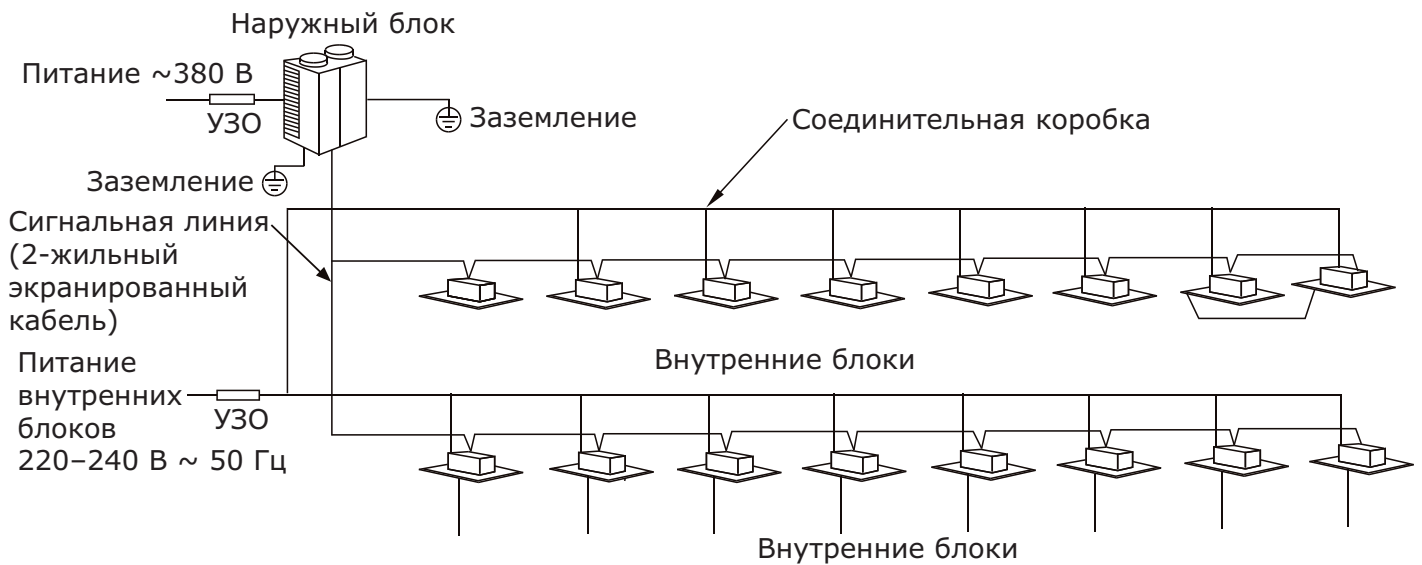 Наружный блок
Питание ~380 В
УЗО
Заземление
Соединительная коробка
Заземление
Сигнальная линия
(2-жильный
экранированный
кабель)
Питание
внутренних
блоков
220–240 В ~ 50 Гц
УЗО
Внутренние блоки
Внутренние блоки